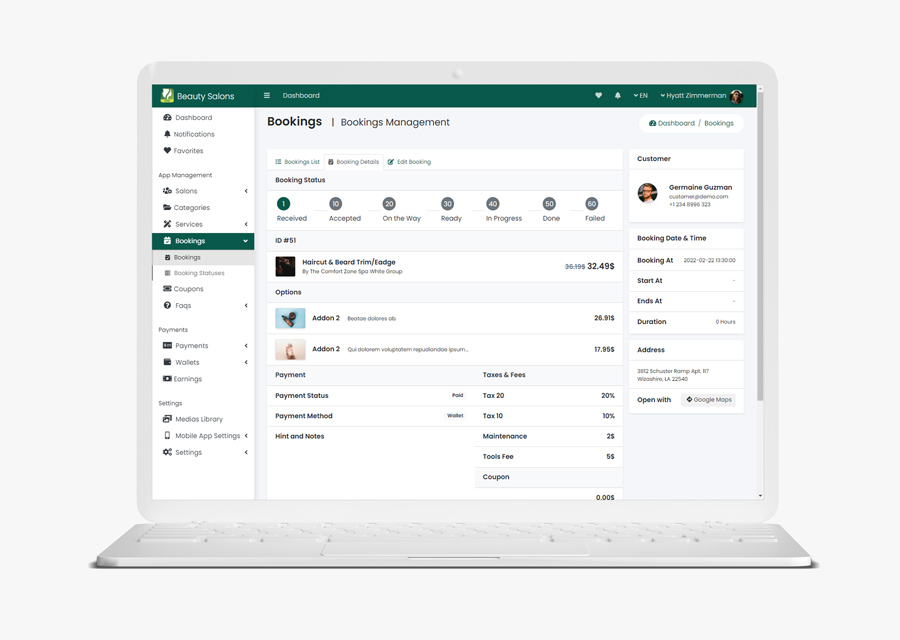 Beauty Salons
Dashboard
EN
Hyatt Zimmerman
Dashboard
Notifications
Favorites
App Management
Salons
Categories
Services
Bookings
Bookings
Booking Statuses
Coupons
Faqs
Payments
Payments
Wallets
Earnings
Settings
Medias Library
Mobile App Settings
Settings
Bookings | Bookings Management
Dashboard / Bookings
Bookings List
Booking Details
Edit Booking
Booking Status
1 10 20 30 40 50 60
Received Accepted On the Way Ready In Progress Done Failed
ID #51
Haircut & Beard Trim/Eadge
By The Comfort Zone Spa White Group
36.19$ 32.49$
Options
Addon 2 Beatae dolores ab. 26.91$
Addon 2 Qui dolorem voluptatem repudiandae ipsum... 17.95$
Payment
Payment Status Paid
Payment Method Wallet
Hint and Notes
Taxes & Fees
Tax 20 20%
Tax 10 10%
Maintenance 2$
Tools Fee 5$
Coupon
0.00$
Customer
Germaine Guzman
customer@demo.com
+1 234 8996 323
Booking Date & Time
Booking At 2022-02-22 13:30:00
Start At -
Ends At -
Duration 0 Hours
Address
3812 Schuster Ramp Apt. 117
Wizashire, LA 22540
Open with Google Maps